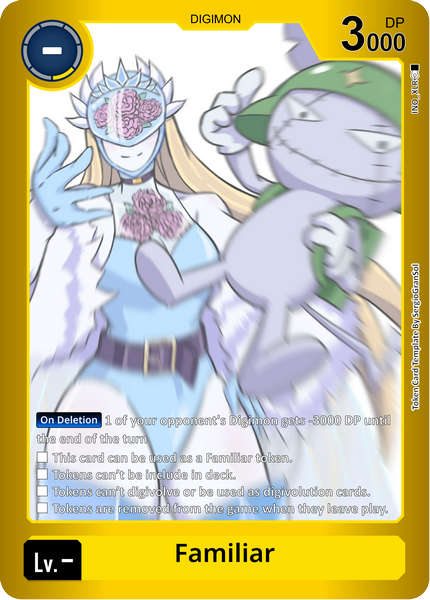 DIGIMON
DP
3000
-
INO_XLR
On Deletion 1 of your opponent's Digimon gets -3000 DP until
the end of the turn
This card can be used as a Familiar token.
Tokens can't be include in deck.
Tokens can't digivolve or be used as digivolution cards.
Tokens are removed from the game when they leave play.
Token Card Template By SergioGranSol
Lv.-
Familiar